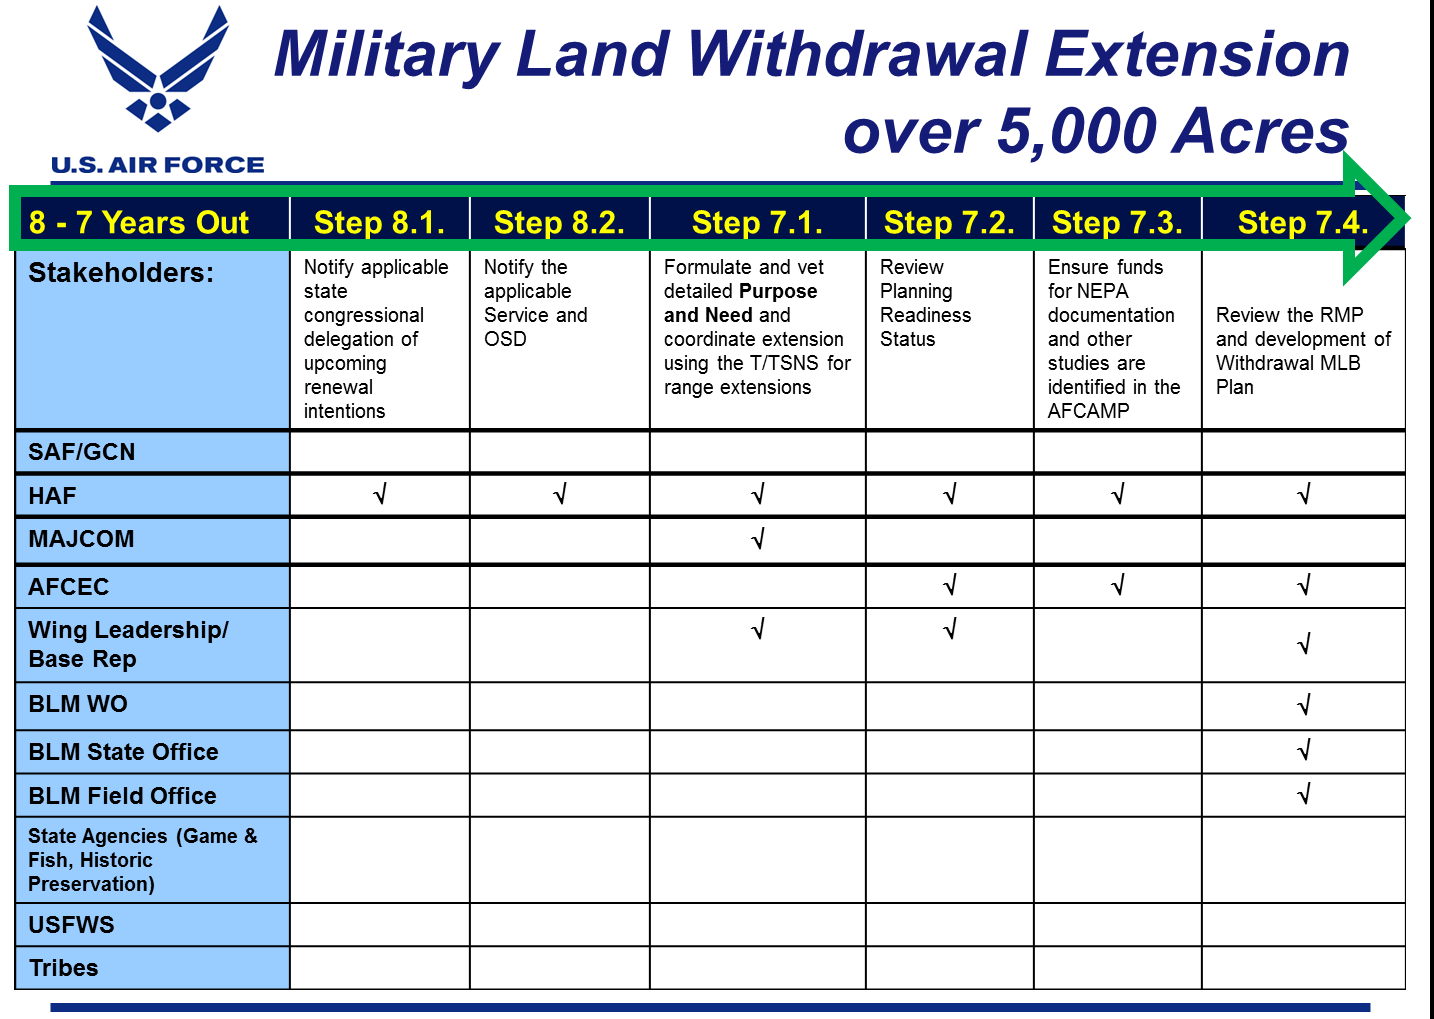 Military Land Withdrawal Extension
over 5,000 Acres
U.S. AIR FORCE
8 - 7 Years Out Step 8.1. Step 8.2. Step 7.1. Step 7.2. Step 7.3. Step 7.4.
Stakeholders:
Notify applicable
state
congressional
delegation of
upcoming
renewal
intentions
Notify the
applicable
Service and
OSD
Formulate and vet
detailed Purpose
and Need and
coordinate extension
using the T/TSNS for
range extensions
Review
Planning
Readiness
Status
Ensure funds
for NEPA
documentation
and other
studies are
identified in the
AFCAMP
Review the RMP
and development of
Withdrawal MLB
Plan
SAF/GCN
HAF √ √ √ √ √ √
MAJCOM √
AFCEC √ √ √
Wing Leadership/
Base Rep √ √ √
BLM WO √
BLM State Office √
BLM Field Office √
State Agencies (Game &
Fish, Historic
Preservation)
USFWS
Tribes